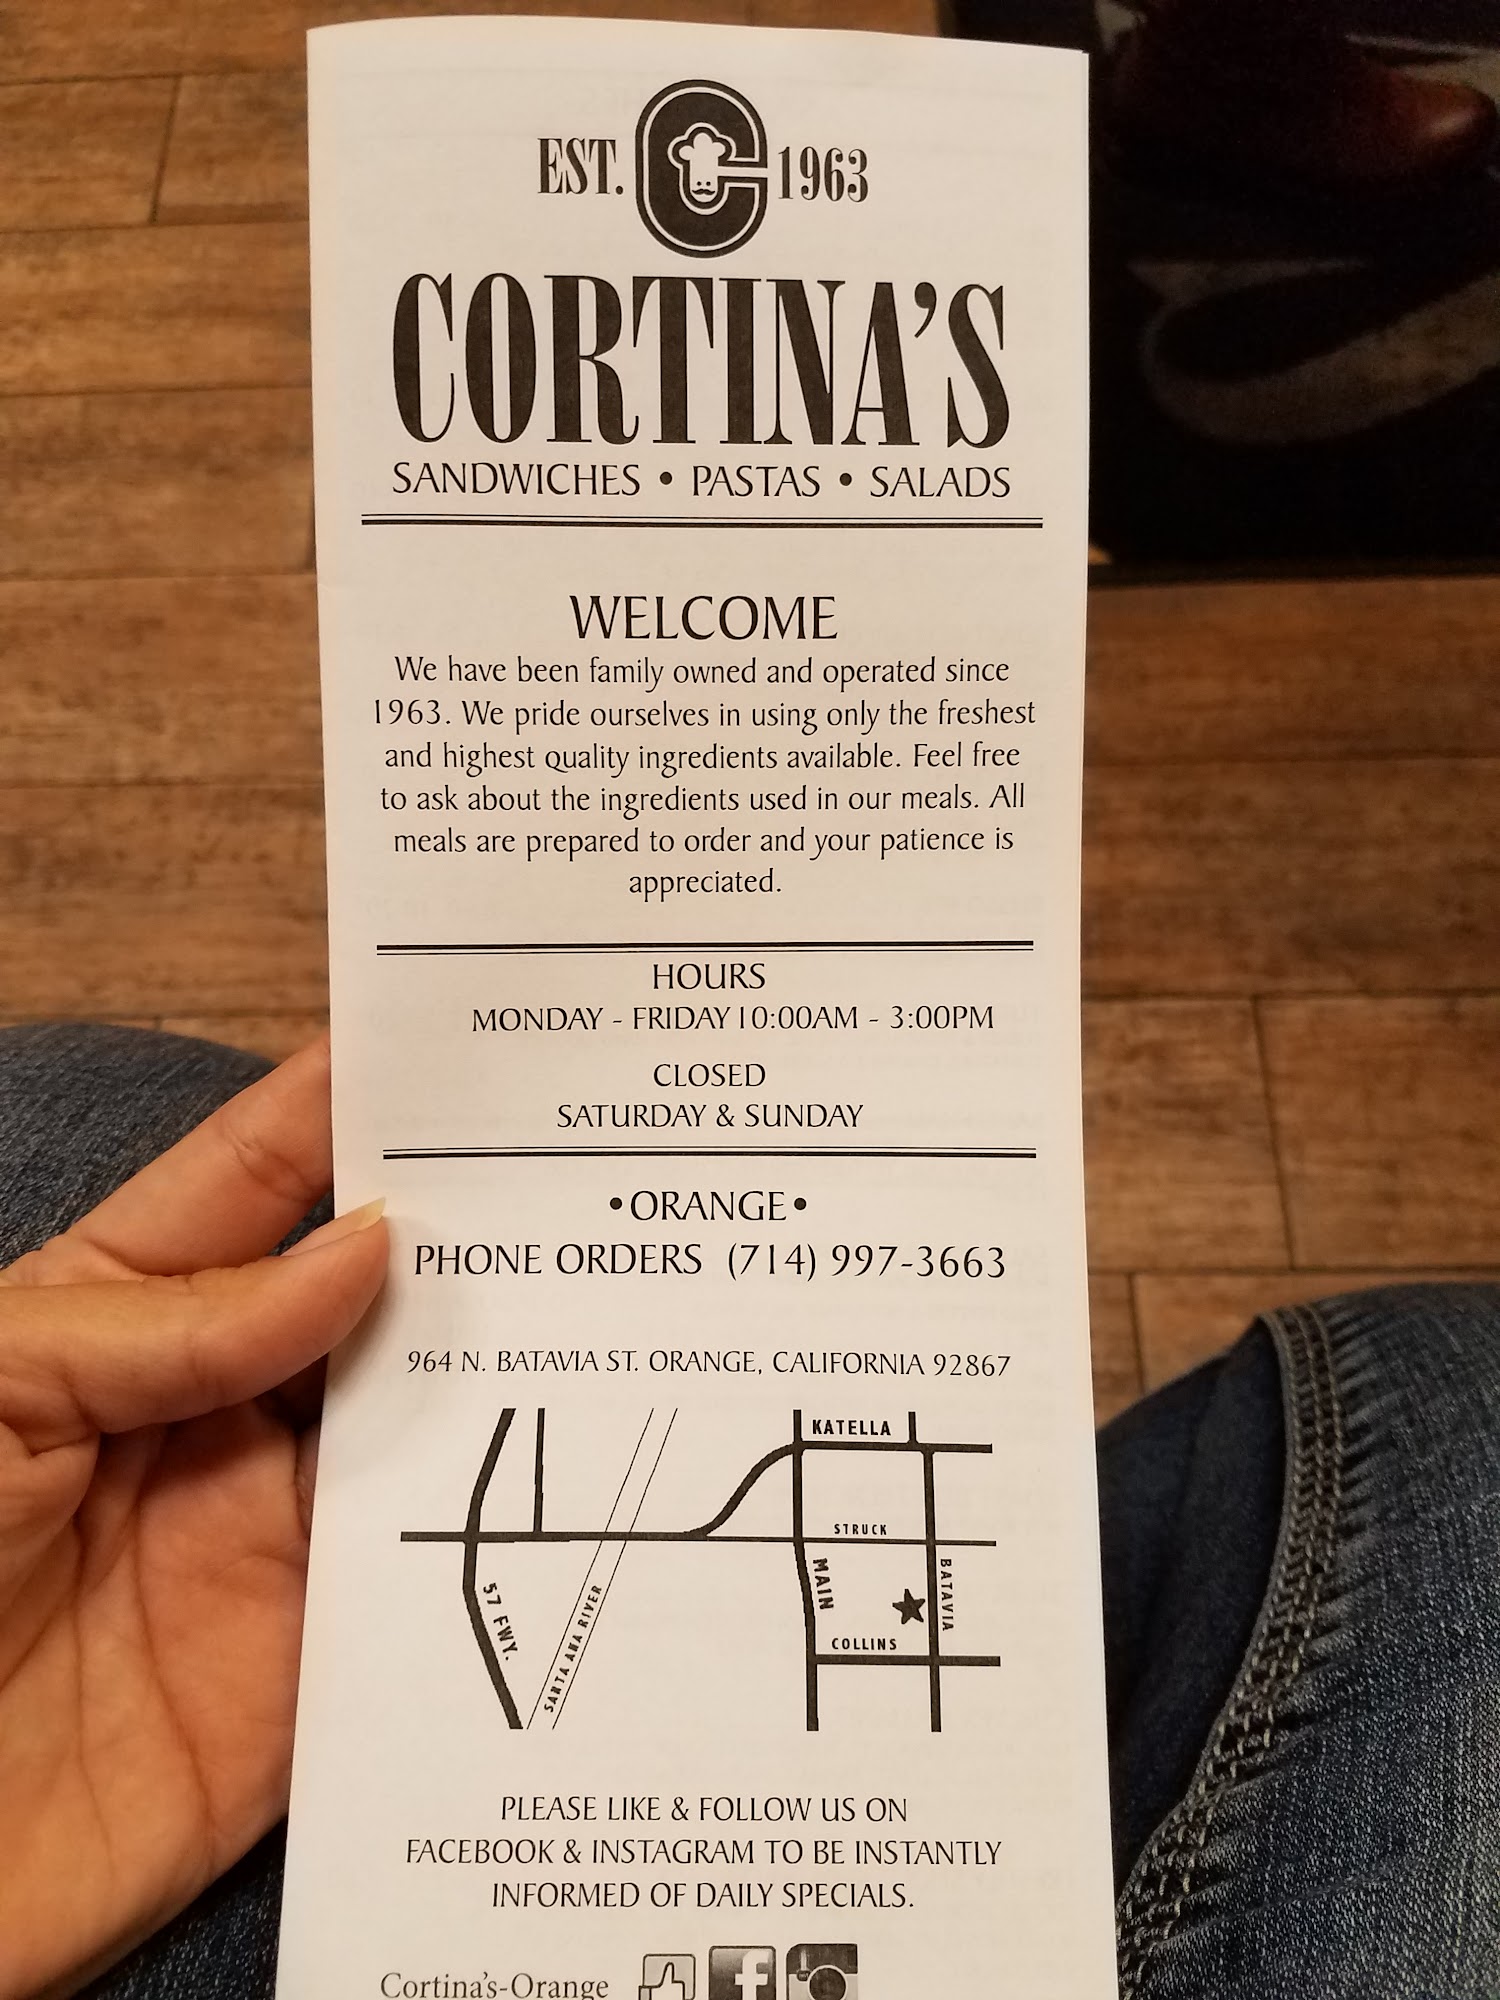 EST. C 1963
CORTINA'S
SANDWICHES • PASTAS • SALADS
WELCOME
We have been family owned and operated since
1963. We pride ourselves in using only the freshest
and highest quality ingredients available. Feel free
to ask about the ingredients used in our meals. All
meals are prepared to order and your patience is
appreciated.
HOURS
MONDAY - FRIDAY 10:00AM - 3:00PM
CLOSED
SATURDAY & SUNDAY
•ORANGE•
PHONE ORDERS (714) 997-3663
964 N. BATAVIA ST. ORANGE, CALIFORNIA 92867
KATELLA
STRUCK
MAIN
BATAVIA
57 FWY.
SANTA ANA RIVER
COLLINS
PLEASE LIKE & FOLLOW US ON
FACEBOOK & INSTAGRAM TO BE INSTANTLY
INFORMED OF DAILY SPECIALS.
Cortina's-Orange f